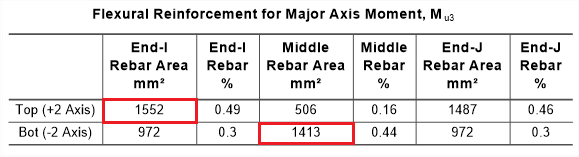 Flexural Reinforcement for Major Axis Moment, Mu3
End-I Rebar Area mm² End-I Rebar % Middle Rebar Area mm² Middle Rebar % End-J Rebar Area mm² End-J Rebar %
Top (+2 Axis) 1552 0.49 506 0.16 1487 0.46
Bot (-2 Axis) 972 0.3 1413 0.44 972 0.3